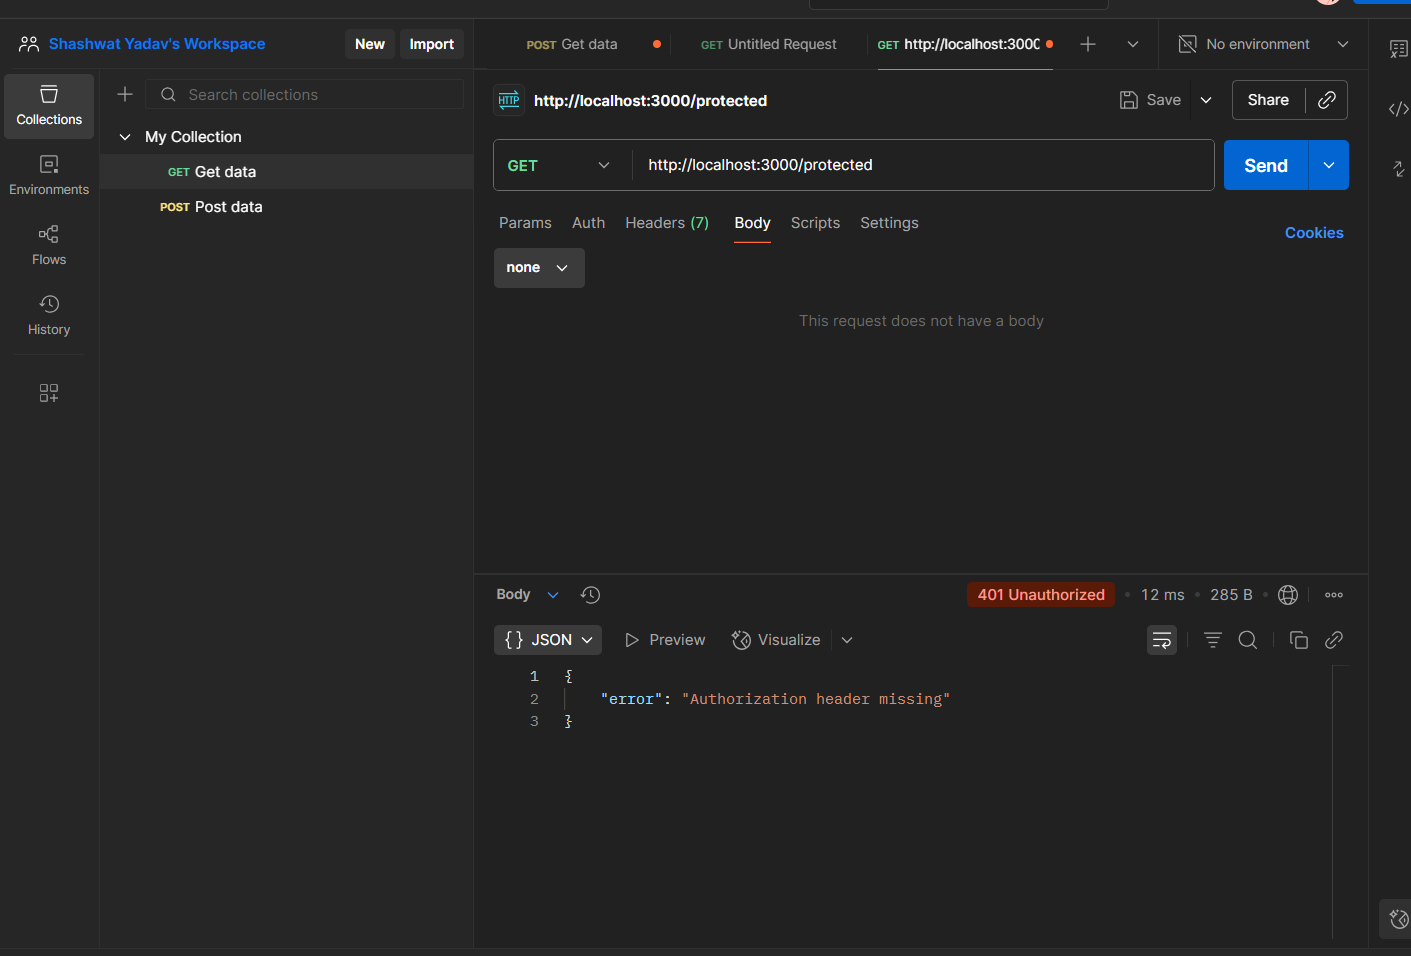 Shashwat Yadav's Workspace
New
Import
POST Get data
GET Untitled Request
GET http://localhost:3000
No environment
Collections
Environments
Flows
History
Search collections
My Collection
GET Get data
POST Post data
HTTP
http://localhost:3000/protected
Save
Share
GET
http://localhost:3000/protected
Send
Params
Auth
Headers (7)
Body
Scripts
Settings
Cookies
none
This request does not have a body
Body
401 Unauthorized
12 ms
285 B
{} JSON
Preview
Visualize
1 {
2 "error": "Authorization header missing"
3 }